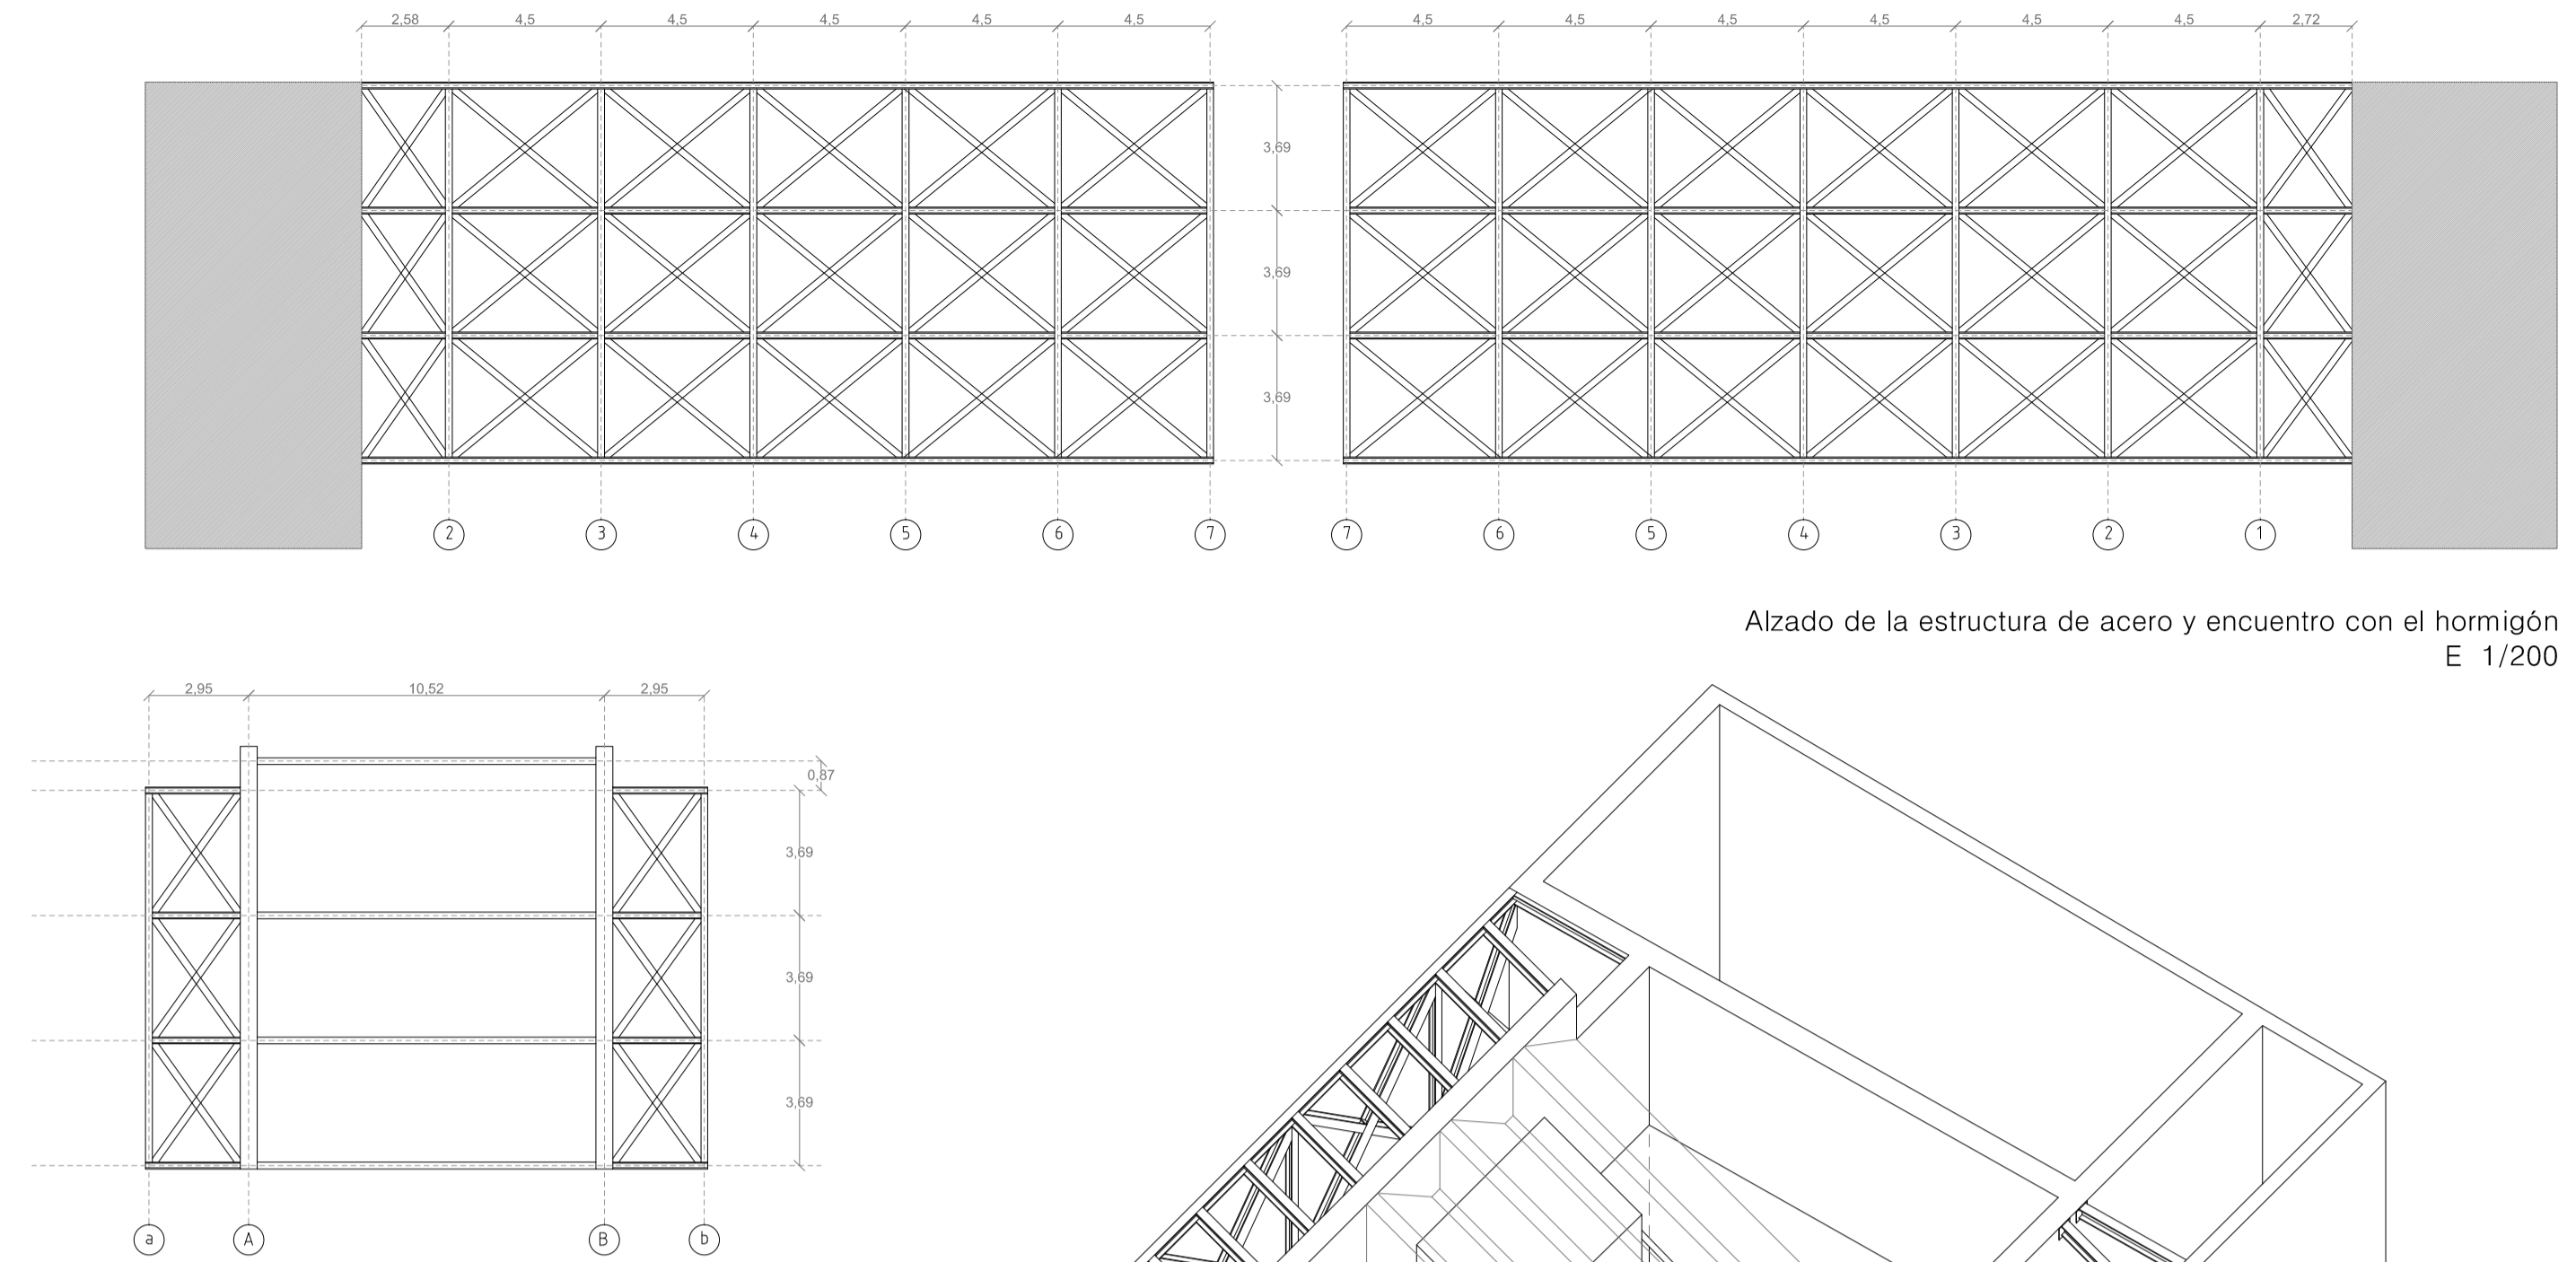 2,58 4,5 4,5 4,5 4,5 4,5 4,5 4,5 4,5 4,5 4,5 4,5 2,72
3,69
3,69
3,69
2 3 4 5 6 7 7 6 5 4 3 2 1
Alzado de la estructura de acero y encuentro con el hormigón
E 1/200
2,95 10,52 2,95
0,87
3,69
3,69
3,69
a A B b